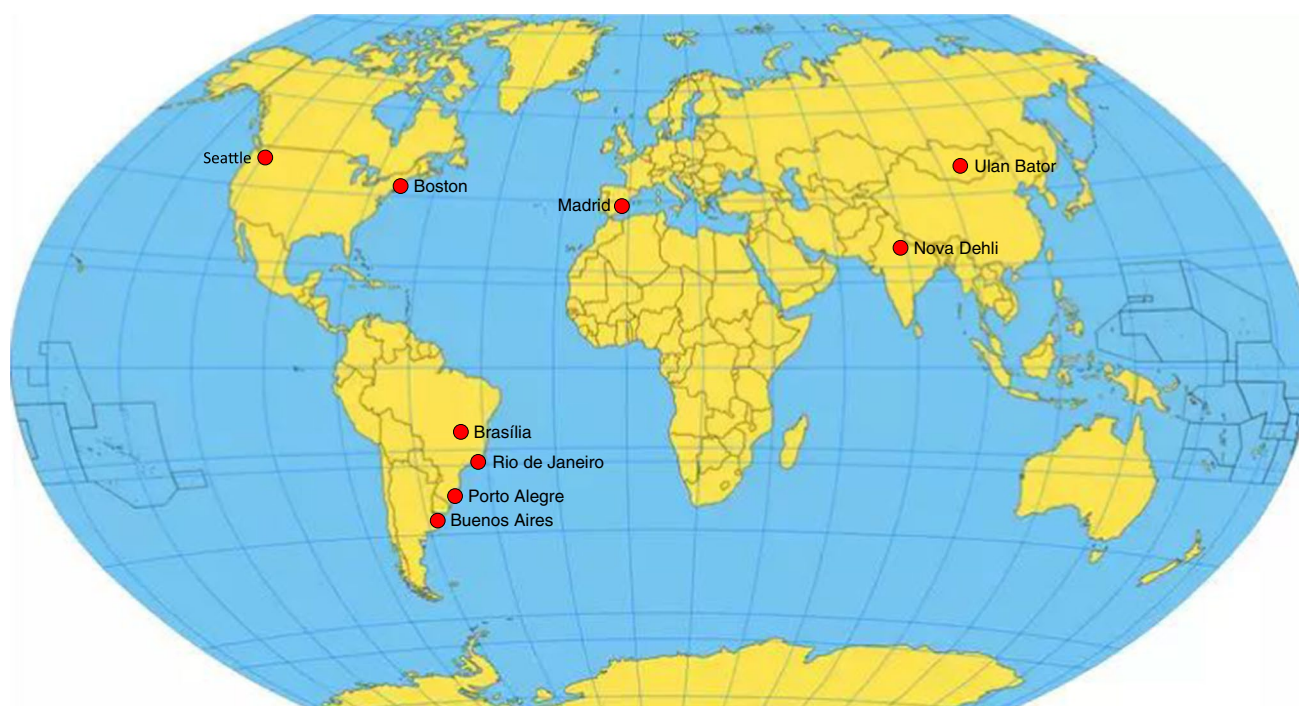 Seattle
Boston
Madrid
Ulan Bator
Nova Dehli
Brasília
Rio de Janeiro
Porto Alegre
Buenos Aires